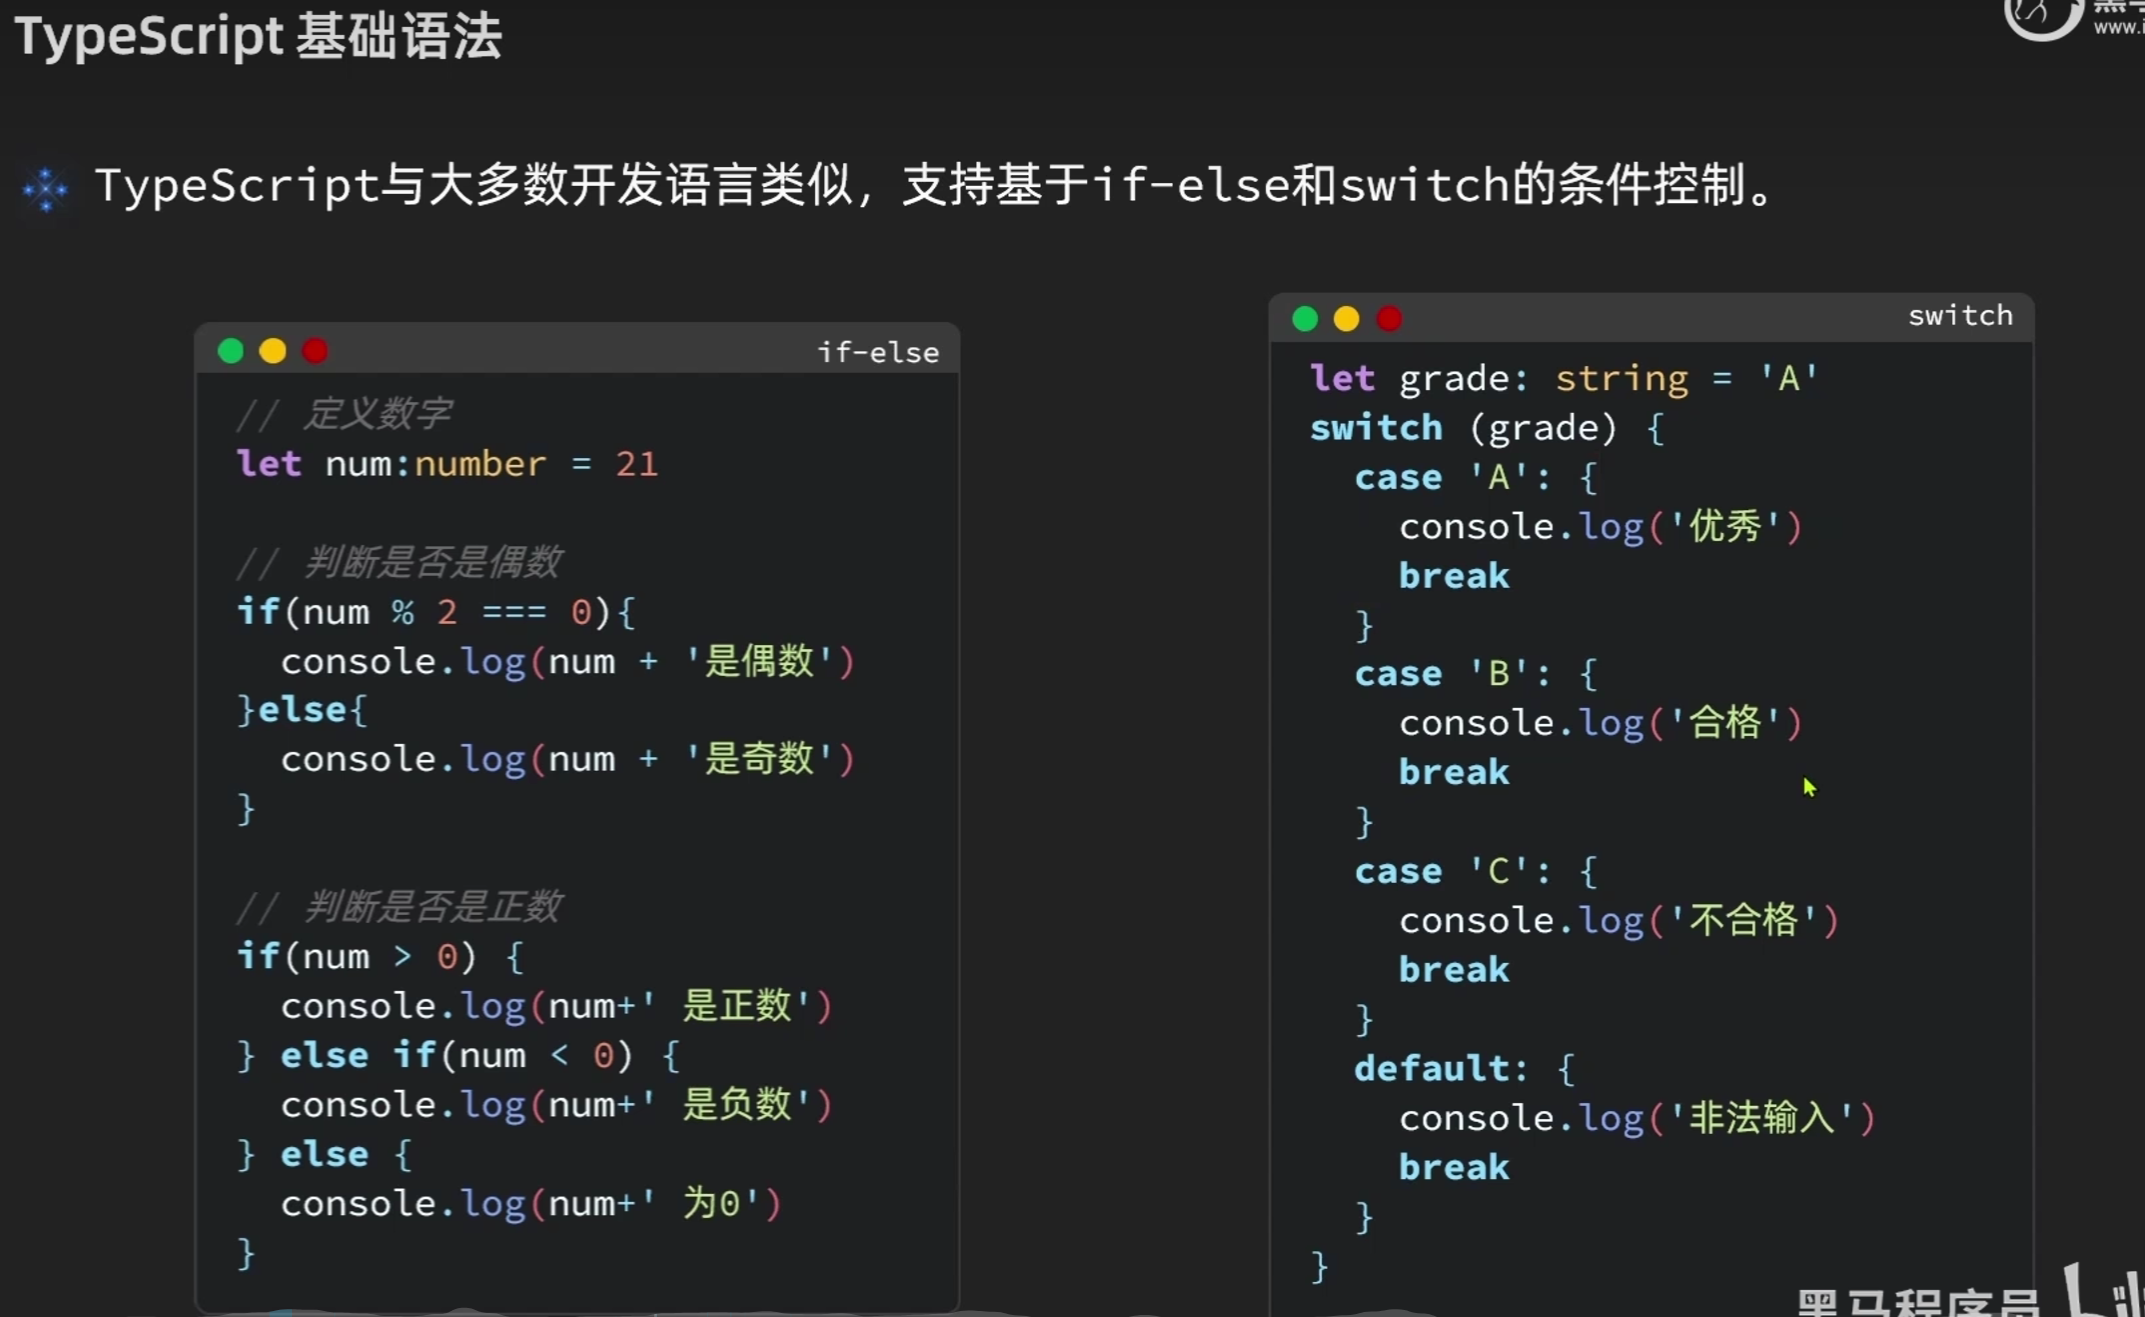 TypeScript 基础语法
www.i
TypeScript与大多数开发语言类似，支持基于if-else和switch的条件控制。
if-else
// 定义数字
let num:number = 21
// 判断是否是偶数
if(num % 2 === 0){
  console.log(num + '是偶数')
}else{
  console.log(num + '是奇数')
}
// 判断是否是正数
if(num > 0) {
  console.log(num+' 是正数')
} else if(num < 0) {
  console.log(num+' 是负数')
} else {
  console.log(num+' 为0')
}
switch
let grade: string = 'A'
switch (grade) {
  case 'A': {
    console.log('优秀')
    break
  }
  case 'B': {
    console.log('合格')
    break
  }
  case 'C': {
    console.log('不合格')
    break
  }
  default: {
    console.log('非法输入')
    break
  }
}
黑马程序员